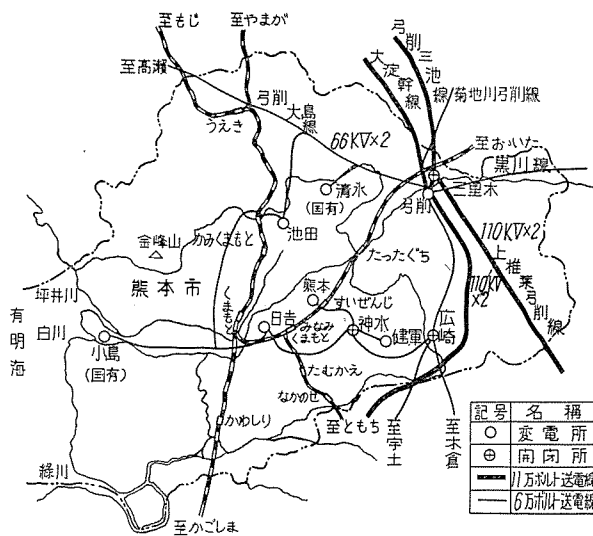 至もじ
至やまが
至髙瀬
弓削
大島線
うえき
66KV×2
大淀幹線
弓削三池線
菊地川弓削線
至おゝいた
黒川線
三里木
弓削
清水
(国有)
池田
かみくまもと
金峰山
熊本市
坪井川
有明海
白川
小島
(国有)
くまもと
日吉
熊本
すいぜんじ
みなみくまもと
神水
健軍
広崎
たったぐち
110KV×2
110KV×2
上椎葉弓削線
たむかえ
なかのせ
至ともち
至宇土
至木倉
かわしり
緑川
至かごしま
記号 名稱
変電所
開閉所
11万ボルト送電線
6万ボルト送電線